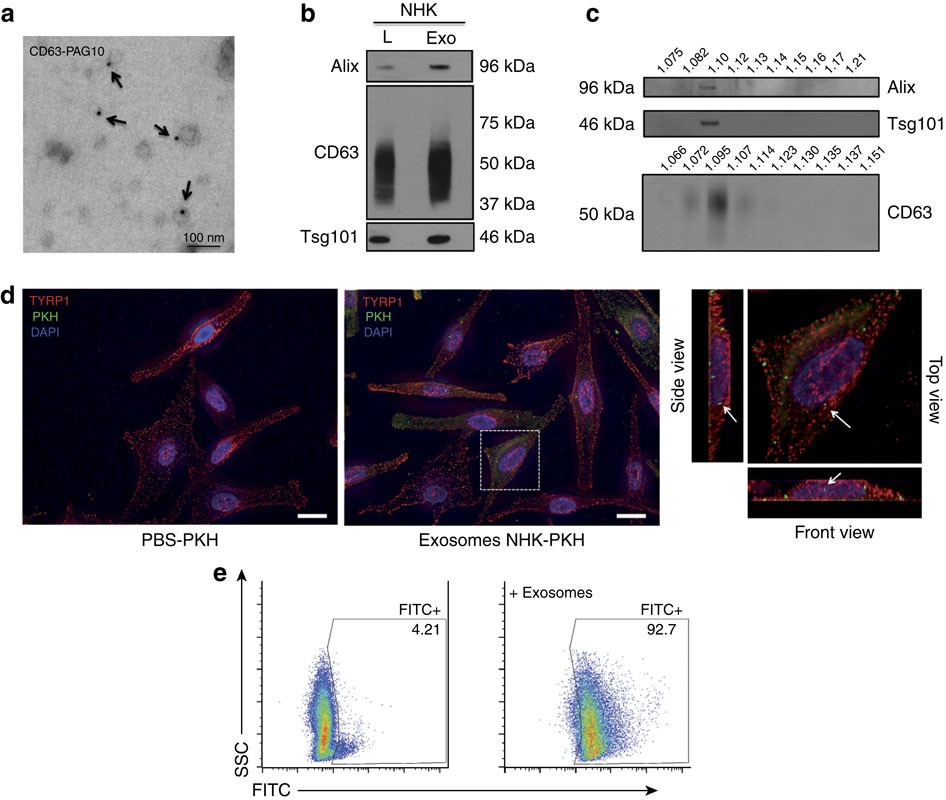 a
CD63-PAG10
100 nm
b
NHK
L Exo
Alix
96 kDa
75 kDa
CD63
50 kDa
37 kDa
Tsg101
46 kDa
c
1.075 1.082 1.10 1.12 1.13 1.14 1.15 1.16 1.17 1.21
96 kDa
Alix
46 kDa
Tsg101
1.066 1.072 1.095 1.107 1.114 1.123 1.130 1.135 1.137 1.151
50 kDa
CD63
d
TYRP1
PKH
DAPI
PBS-PKH
TYRP1
PKH
DAPI
Exosomes NHK-PKH
Side view
Top view
Front view
e
SSC
FITC+
4.21
+ Exosomes
FITC+
92.7
FITC